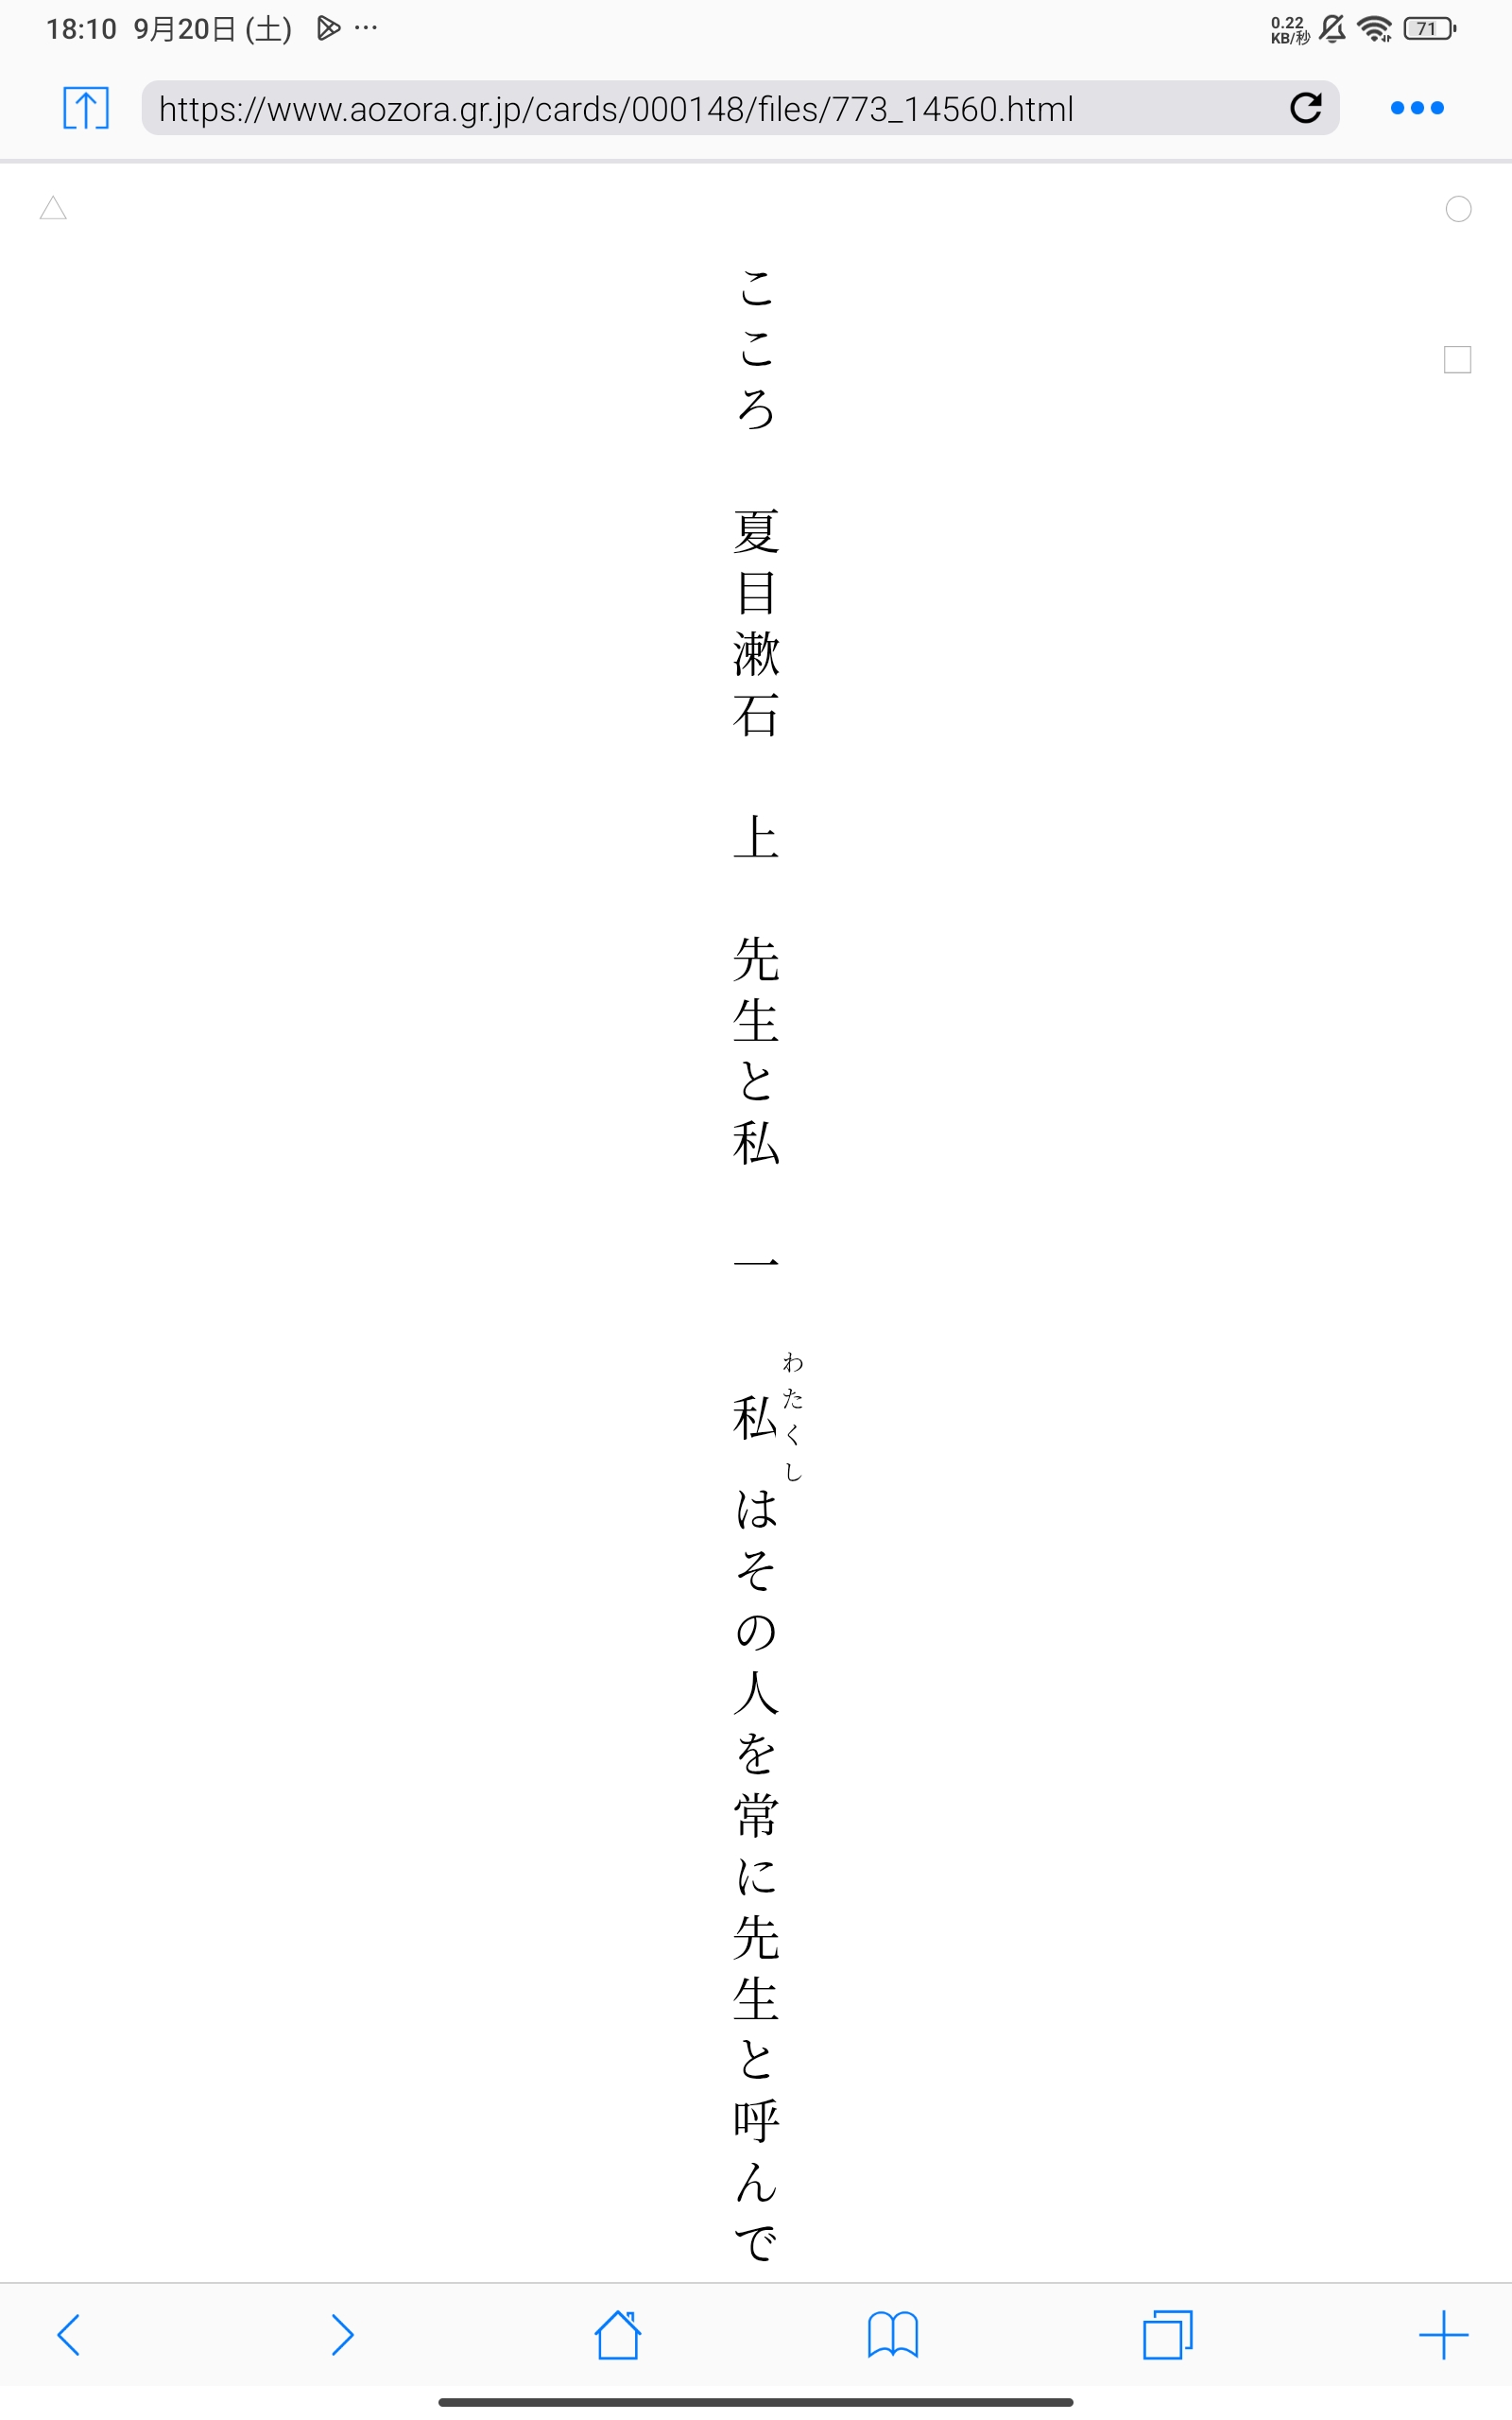 18:10 9月20日 (土) ···
0.22
KB/秒
71
https://www.aozora.gr.jp/cards/000148/files/773_14560.html
こころ　夏目漱石　上　先生と私　一　私はその人を常に先生と呼んで
わたくし